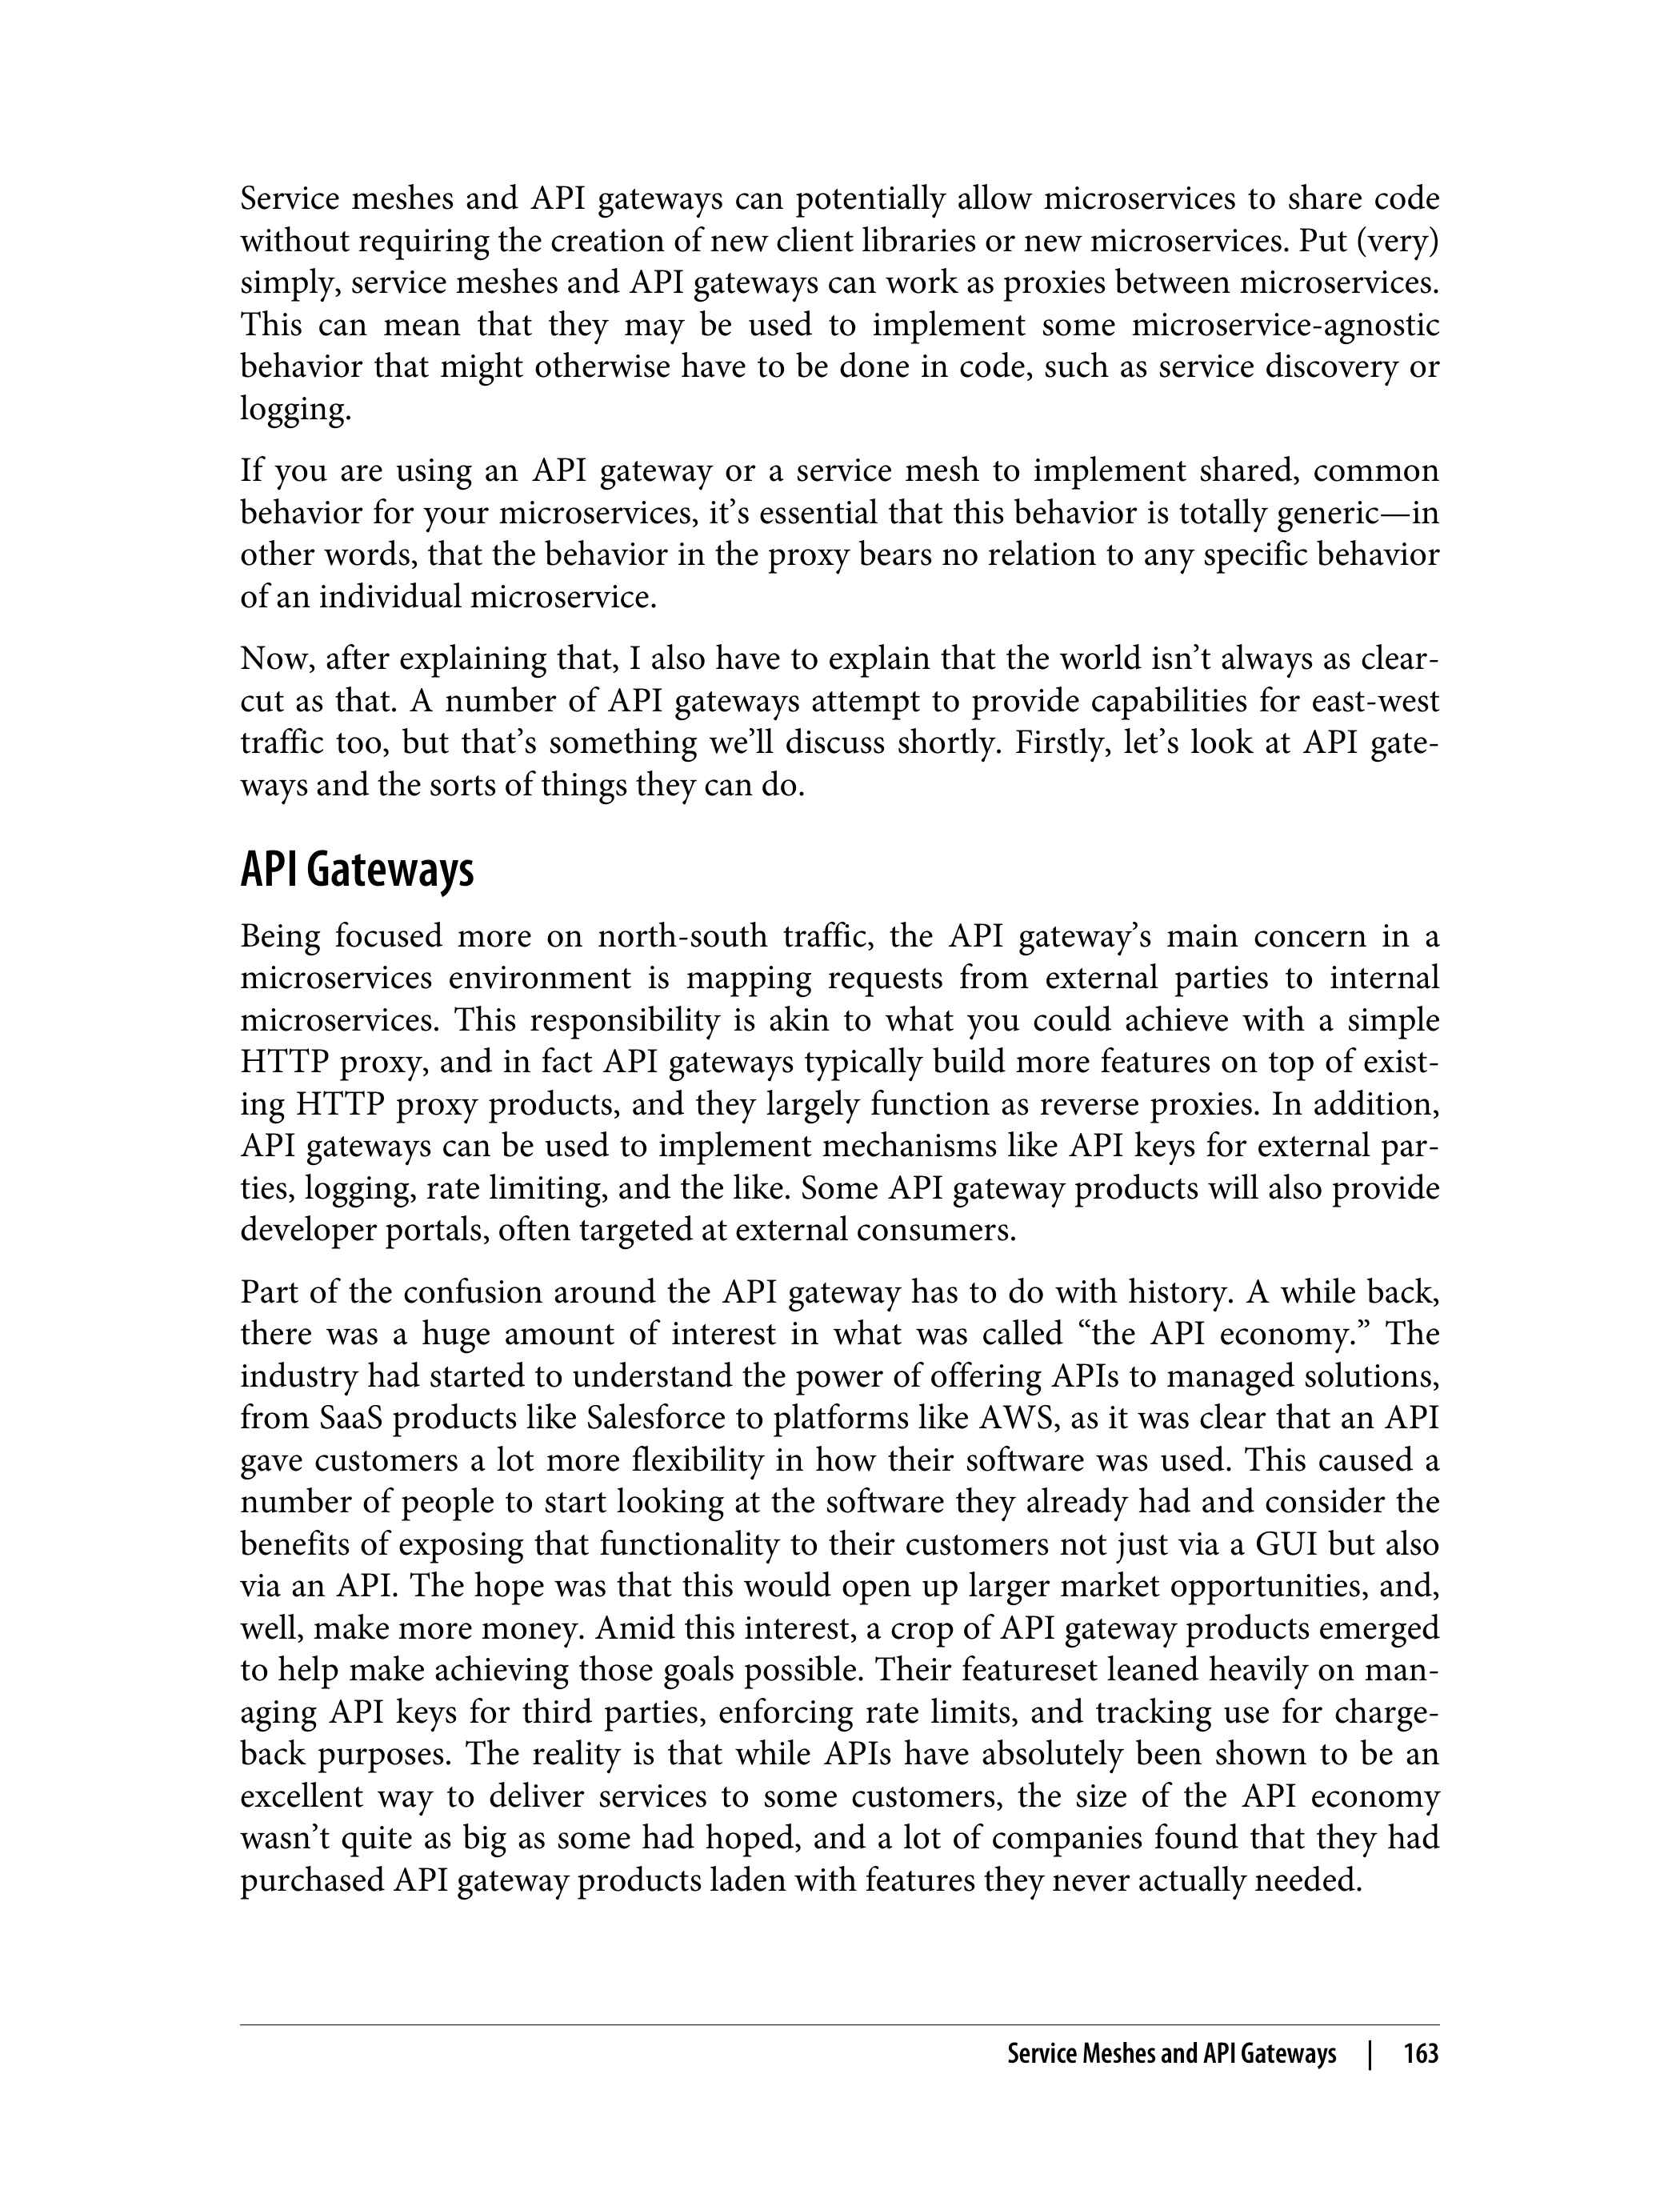 Service meshes and API gateways can potentially allow microservices to share code
without requiring the creation of new client libraries or new microservices. Put (very)
simply, service meshes and API gateways can work as proxies between microservices.
This can mean that they may be used to implement some microservice-agnostic
behavior that might otherwise have to be done in code, such as service discovery or
logging.
If you are using an API gateway or a service mesh to implement shared, common
behavior for your microservices, it’s essential that this behavior is totally generic—in
other words, that the behavior in the proxy bears no relation to any specific behavior
of an individual microservice.
Now, after explaining that, I also have to explain that the world isn’t always as clear-
cut as that. A number of API gateways attempt to provide capabilities for east-west
traffic too, but that’s something we’ll discuss shortly. Firstly, let’s look at API gate-
ways and the sorts of things they can do.
API Gateways
Being focused more on north-south traffic, the API gateway’s main concern in a
microservices environment is mapping requests from external parties to internal
microservices. This responsibility is akin to what you could achieve with a simple
HTTP proxy, and in fact API gateways typically build more features on top of exist-
ing HTTP proxy products, and they largely function as reverse proxies. In addition,
API gateways can be used to implement mechanisms like API keys for external par-
ties, logging, rate limiting, and the like. Some API gateway products will also provide
developer portals, often targeted at external consumers.
Part of the confusion around the API gateway has to do with history. A while back,
there was a huge amount of interest in what was called “the API economy.” The
industry had started to understand the power of offering APIs to managed solutions,
from SaaS products like Salesforce to platforms like AWS, as it was clear that an API
gave customers a lot more flexibility in how their software was used. This caused a
number of people to start looking at the software they already had and consider the
benefits of exposing that functionality to their customers not just via a GUI but also
via an API. The hope was that this would open up larger market opportunities, and,
well, make more money. Amid this interest, a crop of API gateway products emerged
to help make achieving those goals possible. Their featureset leaned heavily on man-
aging API keys for third parties, enforcing rate limits, and tracking use for charge-
back purposes. The reality is that while APIs have absolutely been shown to be an
excellent way to deliver services to some customers, the size of the API economy
wasn’t quite as big as some had hoped, and a lot of companies found that they had
purchased API gateway products laden with features they never actually needed.
Service Meshes and API Gateways | 163